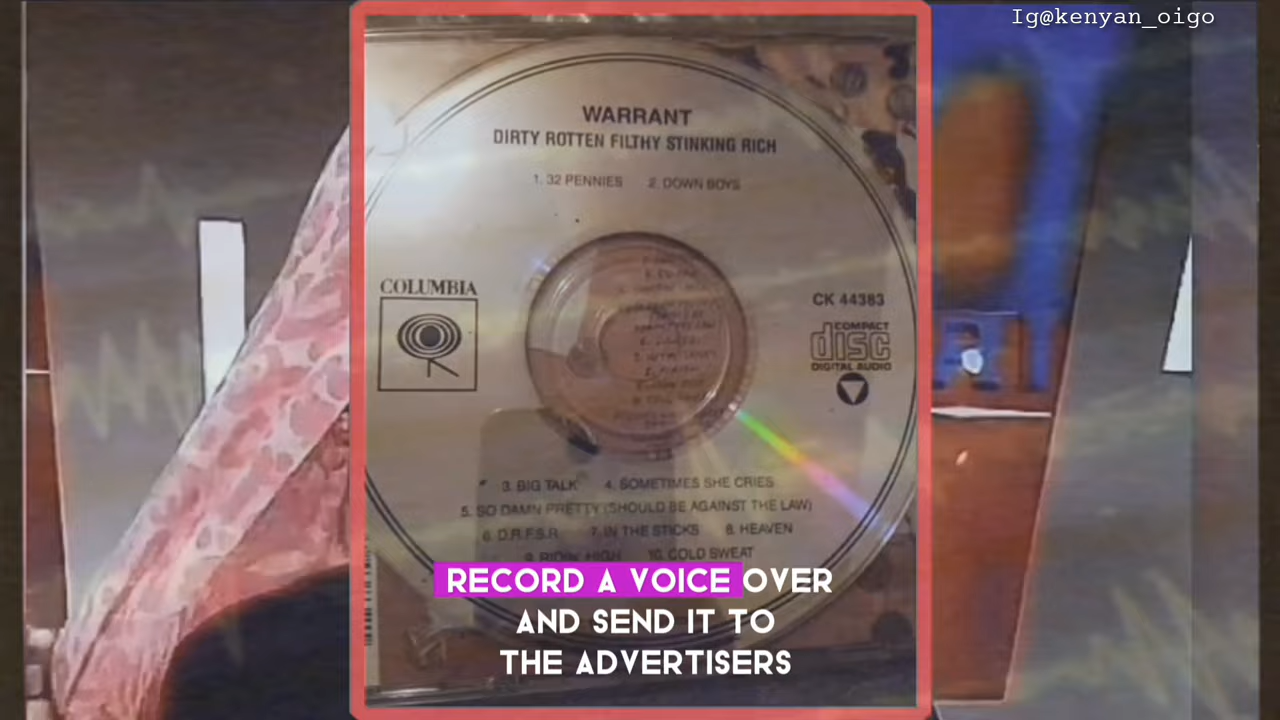 Ig@kenyan_oigo
WARRANT
DIRTY ROTTEN FILTHY STINKING RICH
1. 32 PENNIES 2. DOWN BOYS
COLUMBIA
CK 44383
COMPACT
disc
DIGITAL AUDIO
3. BIG TALK 4. SOMETIMES SHE CRIES
5. SO DAMN PRETTY (SHOULD BE AGAINST THE LAW)
6. D.R.F.S.R. 7. IN THE STICKS 8. HEAVEN
9. RIDIN' HIGH 10. COLD SWEAT
RECORD A VOICE OVER
AND SEND IT TO
THE ADVERTISERS